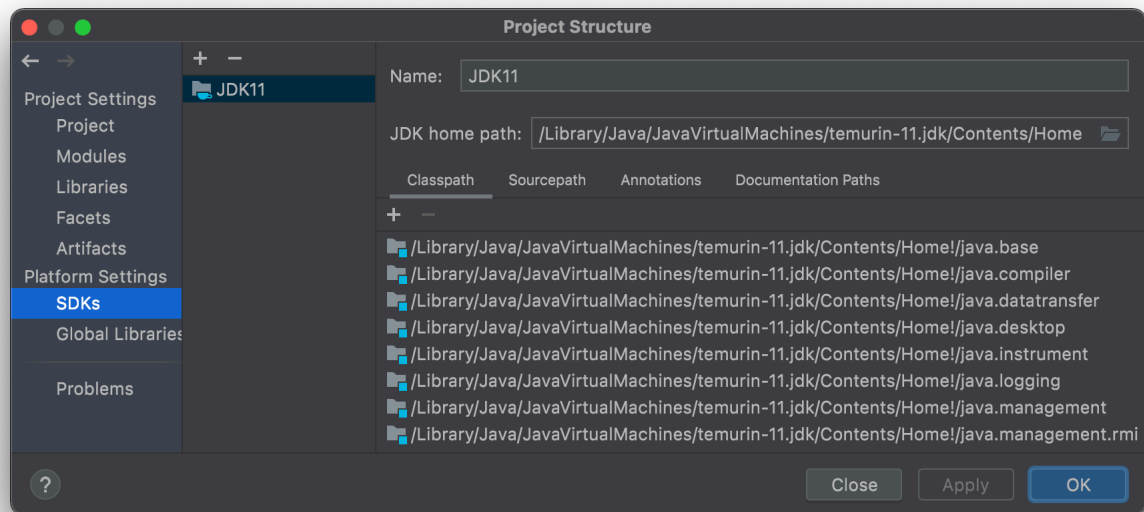 Project Structure
Project Settings
Project
Modules
Libraries
Facets
Artifacts
Platform Settings
SDKs
Global Libraries
Problems
JDK11
Name: JDK11
JDK home path: /Library/Java/JavaVirtualMachines/temurin-11.jdk/Contents/Home
Classpath Sourcepath Annotations Documentation Paths
/Library/Java/JavaVirtualMachines/temurin-11.jdk/Contents/Home!/java.base
/Library/Java/JavaVirtualMachines/temurin-11.jdk/Contents/Home!/java.compiler
/Library/Java/JavaVirtualMachines/temurin-11.jdk/Contents/Home!/java.datatransfer
/Library/Java/JavaVirtualMachines/temurin-11.jdk/Contents/Home!/java.desktop
/Library/Java/JavaVirtualMachines/temurin-11.jdk/Contents/Home!/java.instrument
/Library/Java/JavaVirtualMachines/temurin-11.jdk/Contents/Home!/java.logging
/Library/Java/JavaVirtualMachines/temurin-11.jdk/Contents/Home!/java.management
/Library/Java/JavaVirtualMachines/temurin-11.jdk/Contents/Home!/java.management.rmi
? Close Apply OK